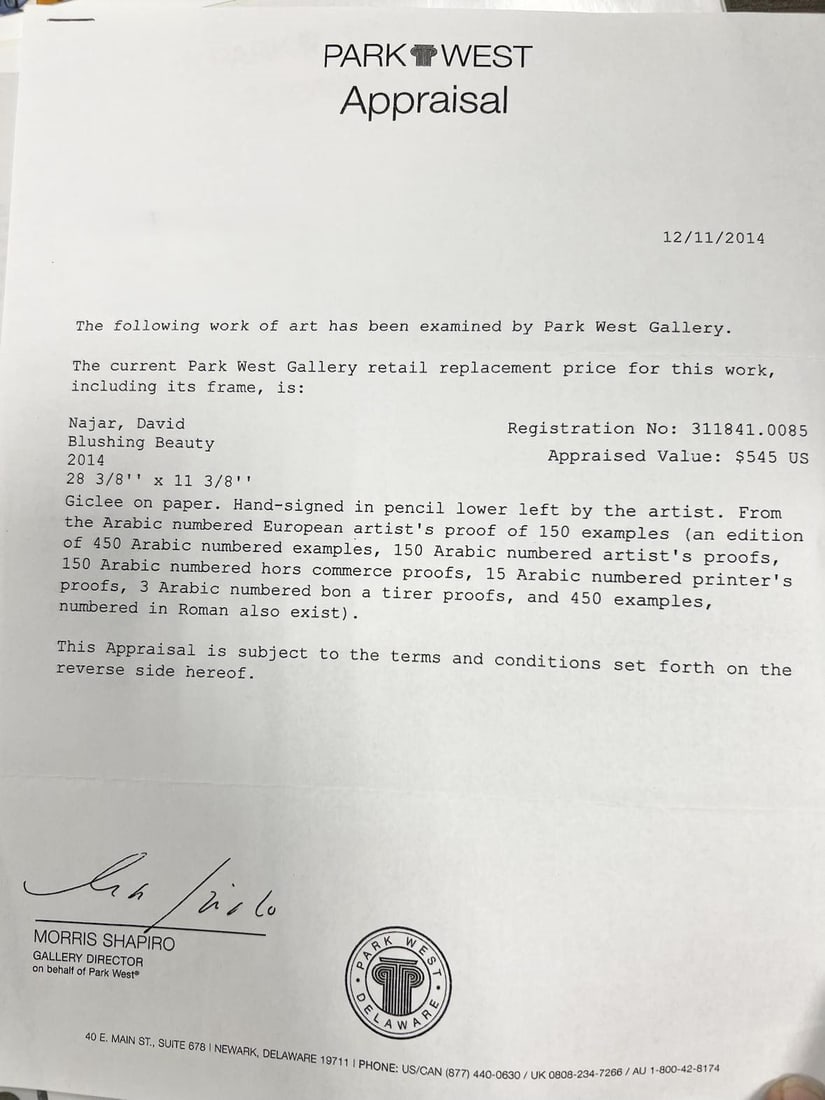 PARK WEST
Appraisal
12/11/2014
The following work of art has been examined by Park West Gallery.
The current Park West Gallery retail replacement price for this work,
including its frame, is:
Najar, David
Blushing Beauty
2014
28 3/8'' x 11 3/8''
Registration No: 311841.0085
Appraised Value: $545 US
Giclee on paper. Hand-signed in pencil lower left by the artist. From
the Arabic numbered European artist's proof of 150 examples (an edition
of 450 Arabic numbered examples, 150 Arabic numbered artist's proofs,
150 Arabic numbered hors commerce proofs, 15 Arabic numbered printer's
proofs, 3 Arabic numbered bon a tirer proofs, and 450 examples,
numbered in Roman also exist).
This Appraisal is subject to the terms and conditions set forth on the
reverse side hereof.
MORRIS SHAPIRO
GALLERY DIRECTOR
on behalf of Park West®
PARK WEST
DELAWARE
40 E. MAIN ST., SUITE 678 | NEWARK, DELAWARE 19711 | PHONE: US/CAN (877) 440-0630 / UK 0808-234-7266 / AU 1-800-42-8174